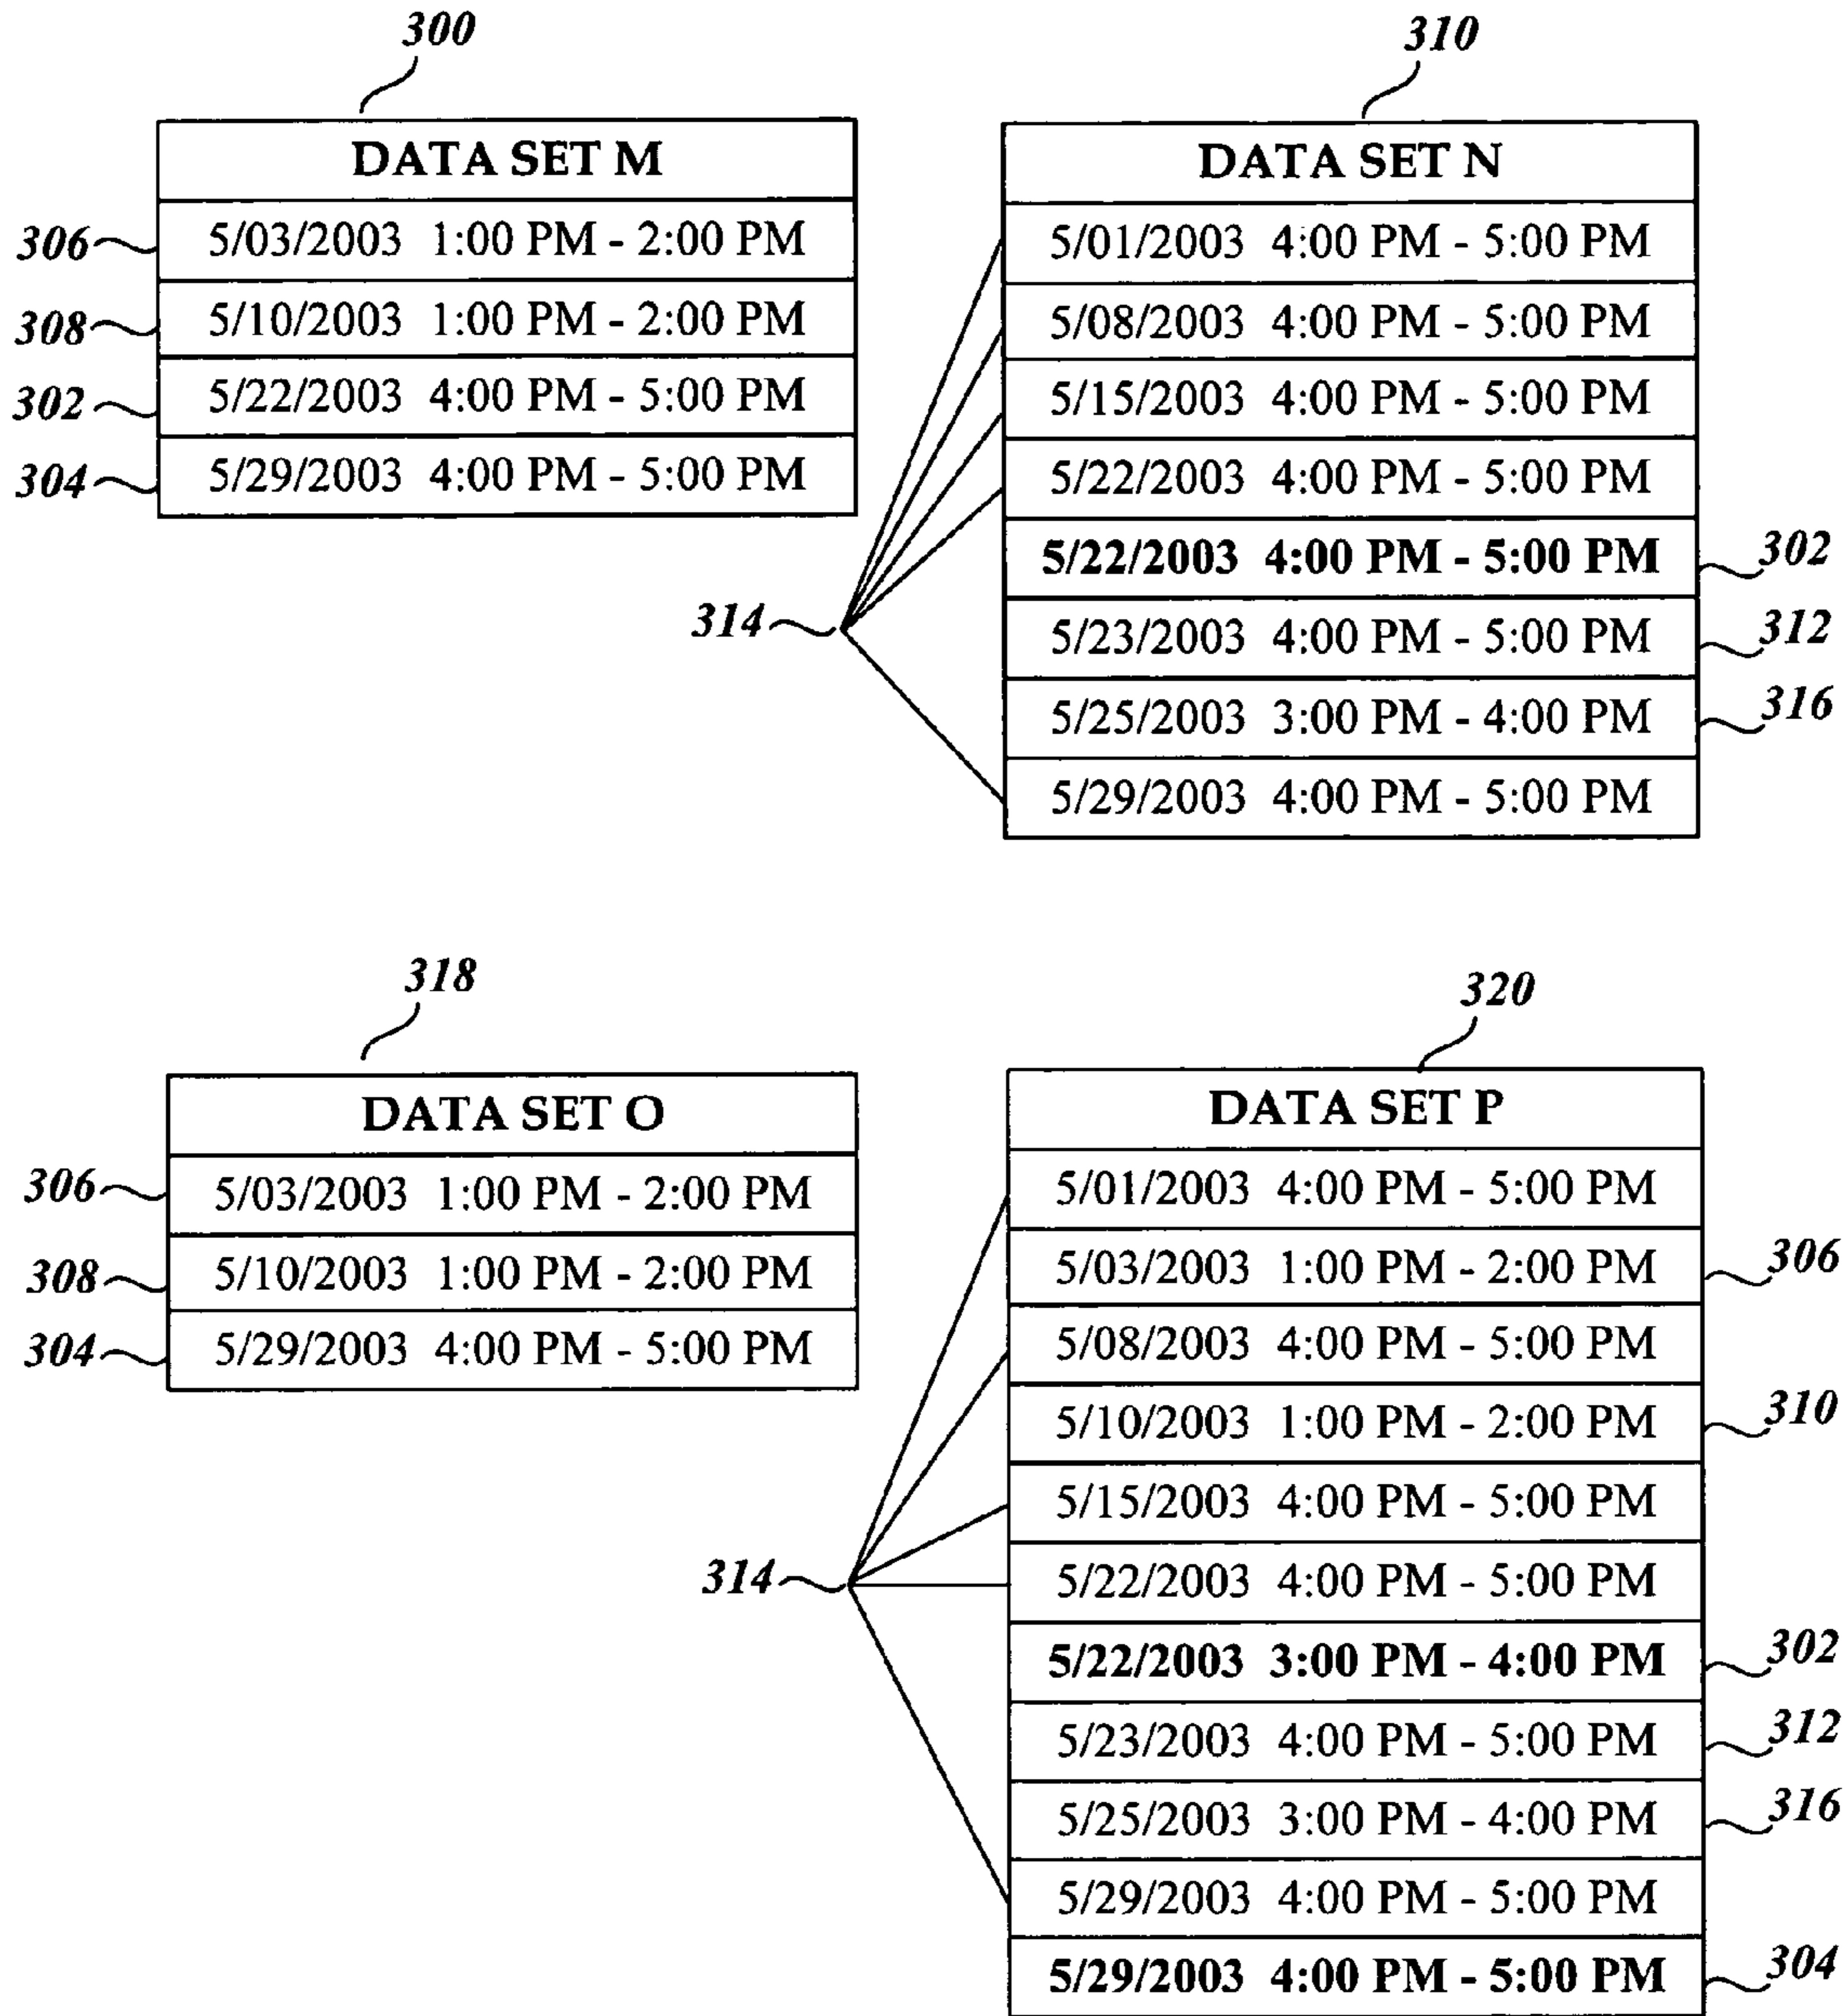 300
DATA SET M
306 5/03/2003 1:00 PM - 2:00 PM
308 5/10/2003 1:00 PM - 2:00 PM
302 5/22/2003 4:00 PM - 5:00 PM
304 5/29/2003 4:00 PM - 5:00 PM
310
DATA SET N
314
5/01/2003 4:00 PM - 5:00 PM
5/08/2003 4:00 PM - 5:00 PM
5/15/2003 4:00 PM - 5:00 PM
5/22/2003 4:00 PM - 5:00 PM
5/22/2003 4:00 PM - 5:00 PM 302
5/23/2003 4:00 PM - 5:00 PM 312
5/25/2003 3:00 PM - 4:00 PM 316
5/29/2003 4:00 PM - 5:00 PM
318
DATA SET O
306 5/03/2003 1:00 PM - 2:00 PM
308 5/10/2003 1:00 PM - 2:00 PM
304 5/29/2003 4:00 PM - 5:00 PM
320
DATA SET P
314
5/01/2003 4:00 PM - 5:00 PM
5/03/2003 1:00 PM - 2:00 PM 306
5/08/2003 4:00 PM - 5:00 PM
5/10/2003 1:00 PM - 2:00 PM 310
5/15/2003 4:00 PM - 5:00 PM
5/22/2003 4:00 PM - 5:00 PM
5/22/2003 3:00 PM - 4:00 PM 302
5/23/2003 4:00 PM - 5:00 PM 312
5/25/2003 3:00 PM - 4:00 PM 316
5/29/2003 4:00 PM - 5:00 PM
5/29/2003 4:00 PM - 5:00 PM 304